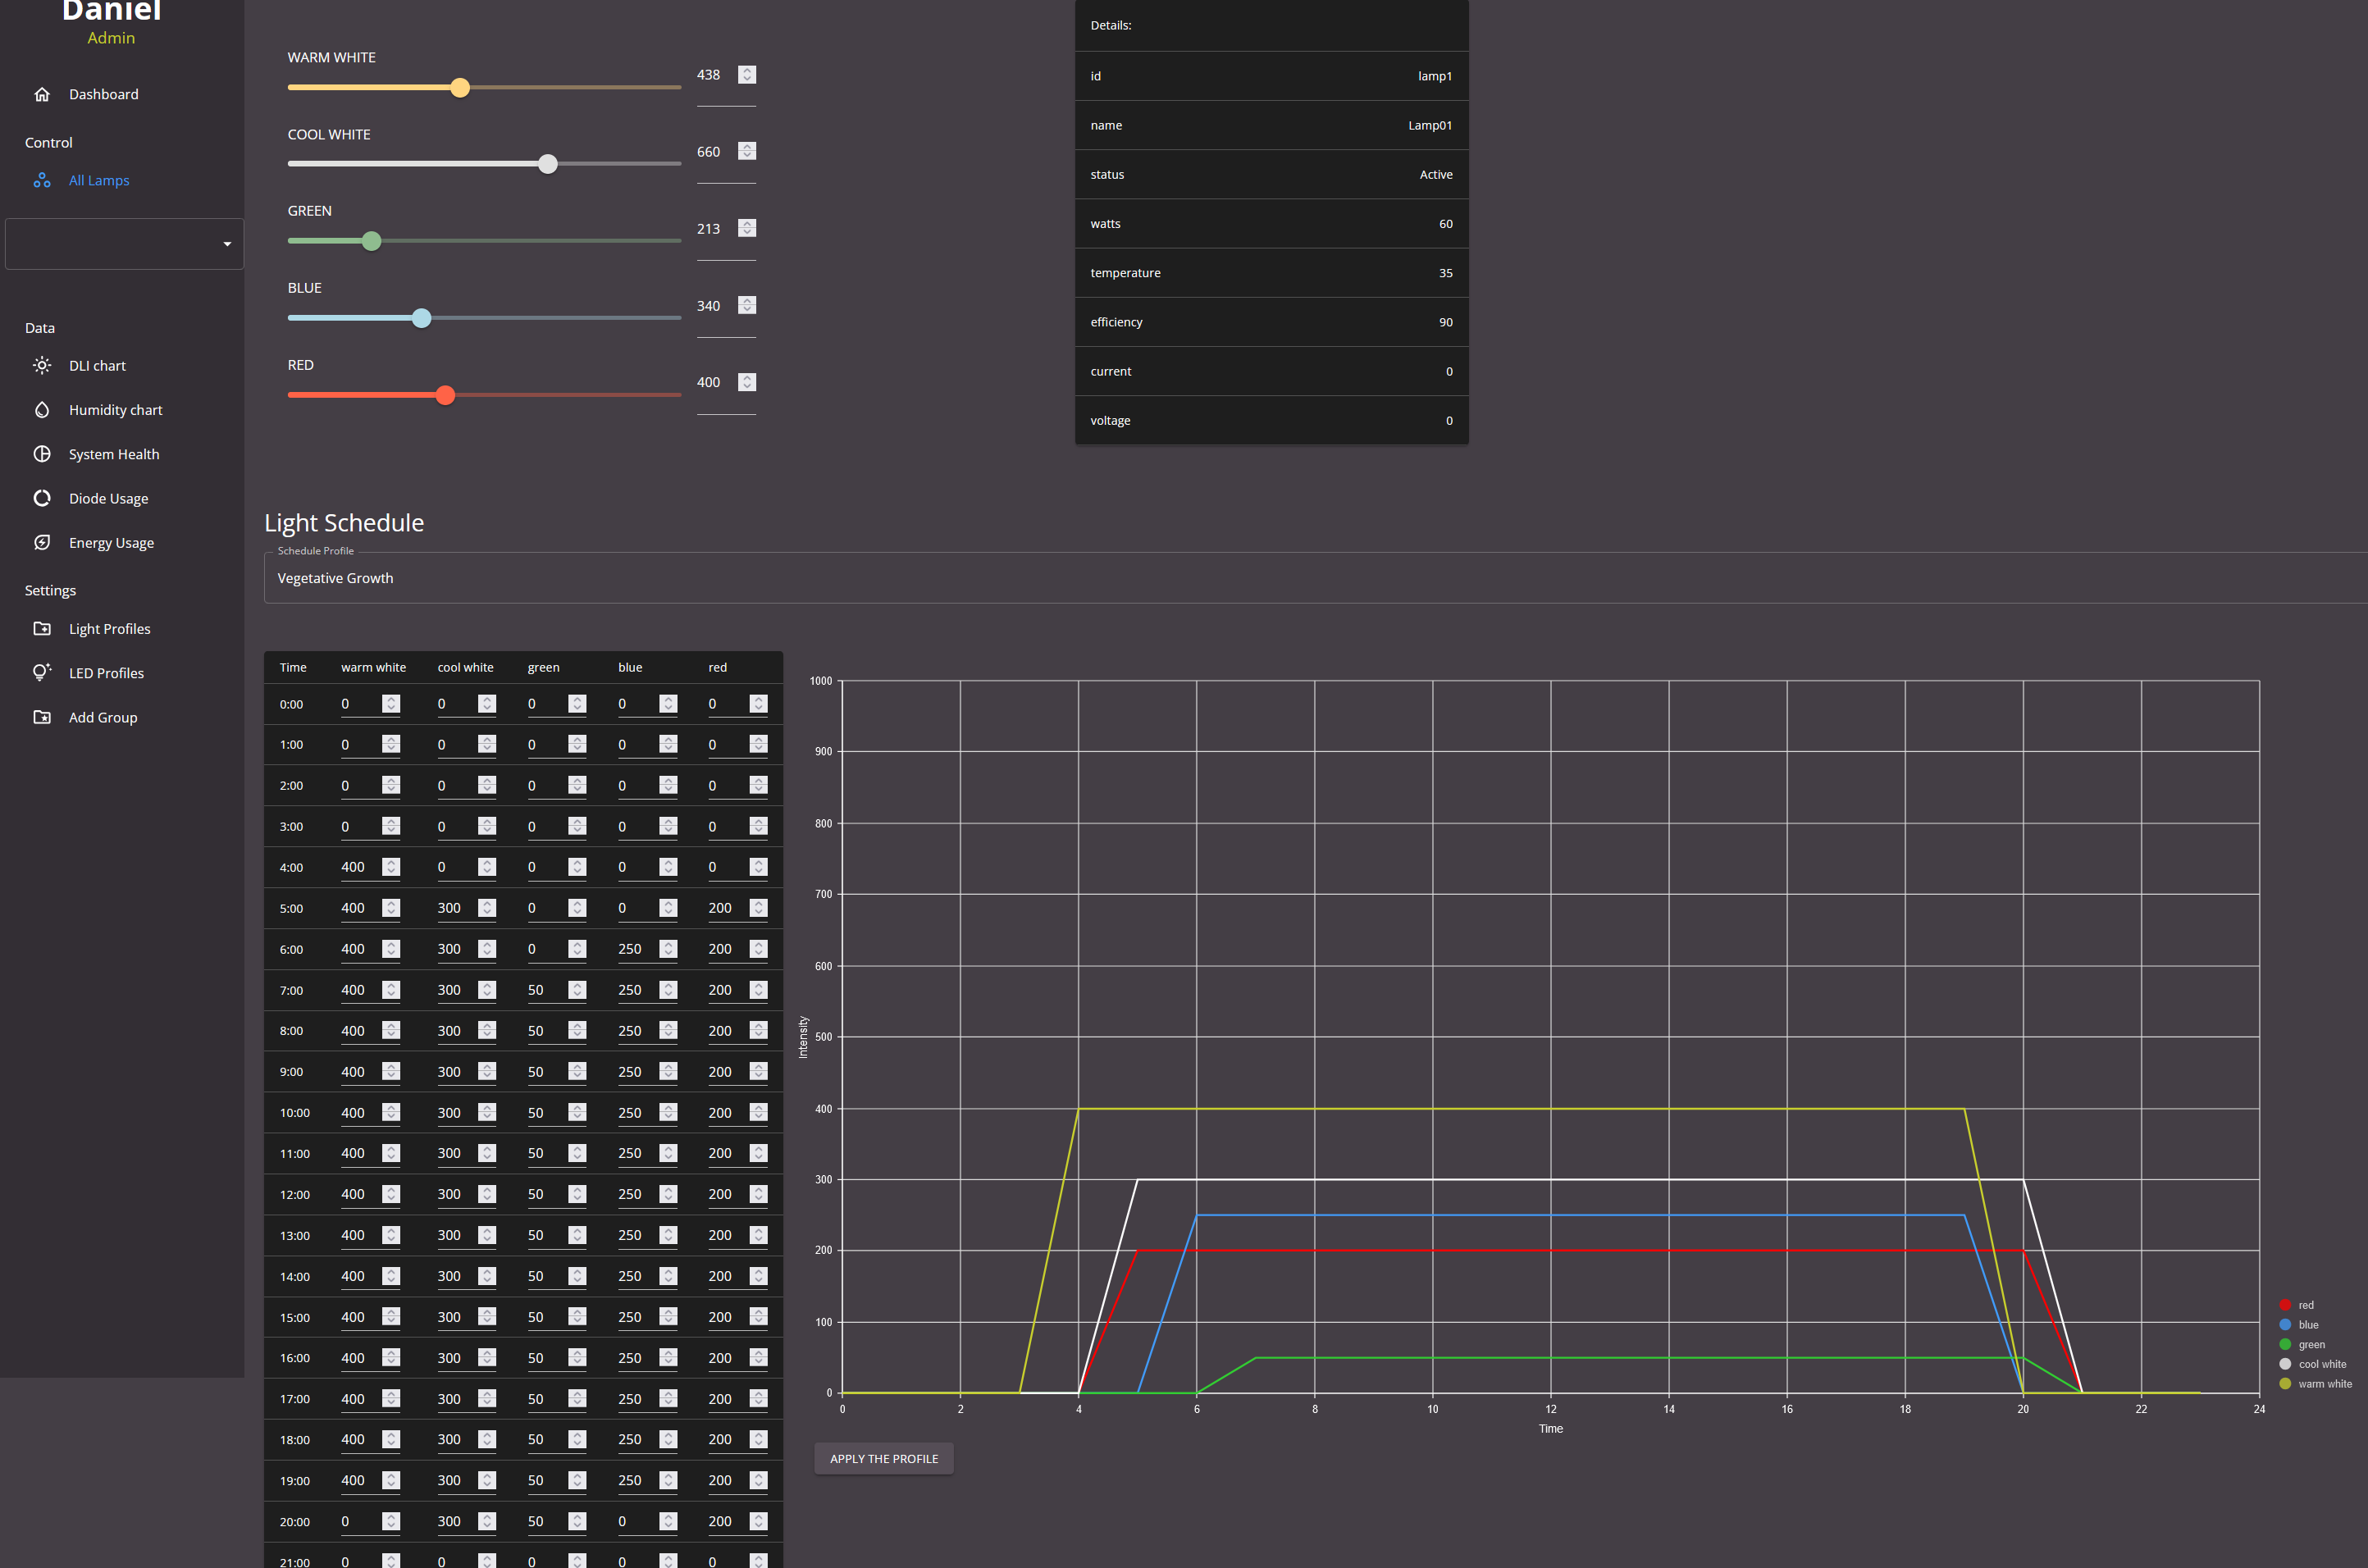 Daniel
Admin
Dashboard
Control
All Lamps
Data
DLI chart
Humidity chart
System Health
Diode Usage
Energy Usage
Settings
Light Profiles
LED Profiles
Add Group
WARM WHITE
438
COOL WHITE
660
GREEN
213
BLUE
340
RED
400
Details:
id lamp1
name Lamp01
status Active
watts 60
temperature 35
efficiency 90
current 0
voltage 0
Light Schedule
Schedule Profile
Vegetative Growth
Time warm white cool white green blue red
0:00 0 0 0 0 0
1:00 0 0 0 0 0
2:00 0 0 0 0 0
3:00 0 0 0 0 0
4:00 400 0 0 0 0
5:00 400 300 0 0 200
6:00 400 300 0 250 200
7:00 400 300 50 250 200
8:00 400 300 50 250 200
9:00 400 300 50 250 200
10:00 400 300 50 250 200
11:00 400 300 50 250 200
12:00 400 300 50 250 200
13:00 400 300 50 250 200
14:00 400 300 50 250 200
15:00 400 300 50 250 200
16:00 400 300 50 250 200
17:00 400 300 50 250 200
18:00 400 300 50 250 200
19:00 400 300 50 250 200
20:00 0 300 50 0 200
21:00 0 0 0 0 0
1000
900
800
700
600
500
400
300
200
100
0
Intensity
0 2 4 6 8 10 12 14 16 18 20 22 24
Time
red
blue
green
cool white
warm white
APPLY THE PROFILE